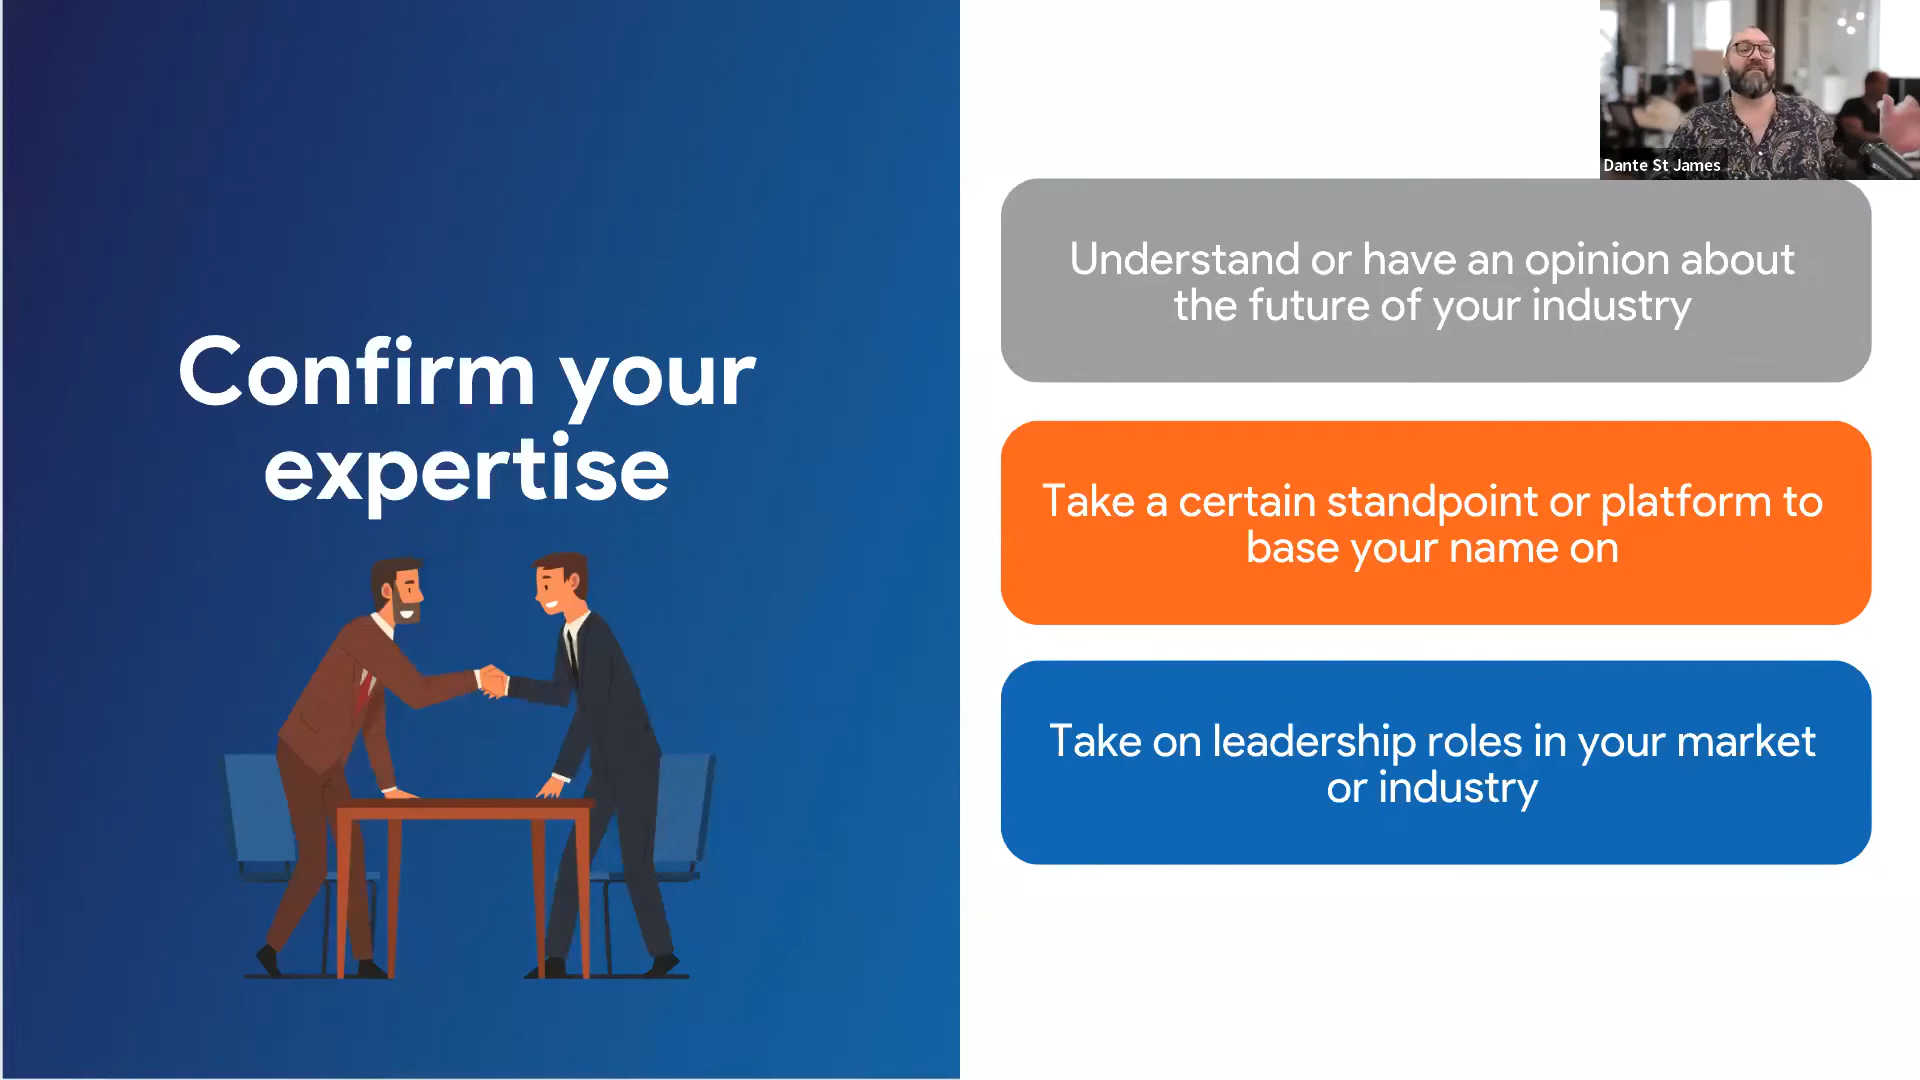 Dante St James
Confirm your
expertise
Understand or have an opinion about
the future of your industry
Take a certain standpoint or platform to
base your name on
Take on leadership roles in your market
or industry